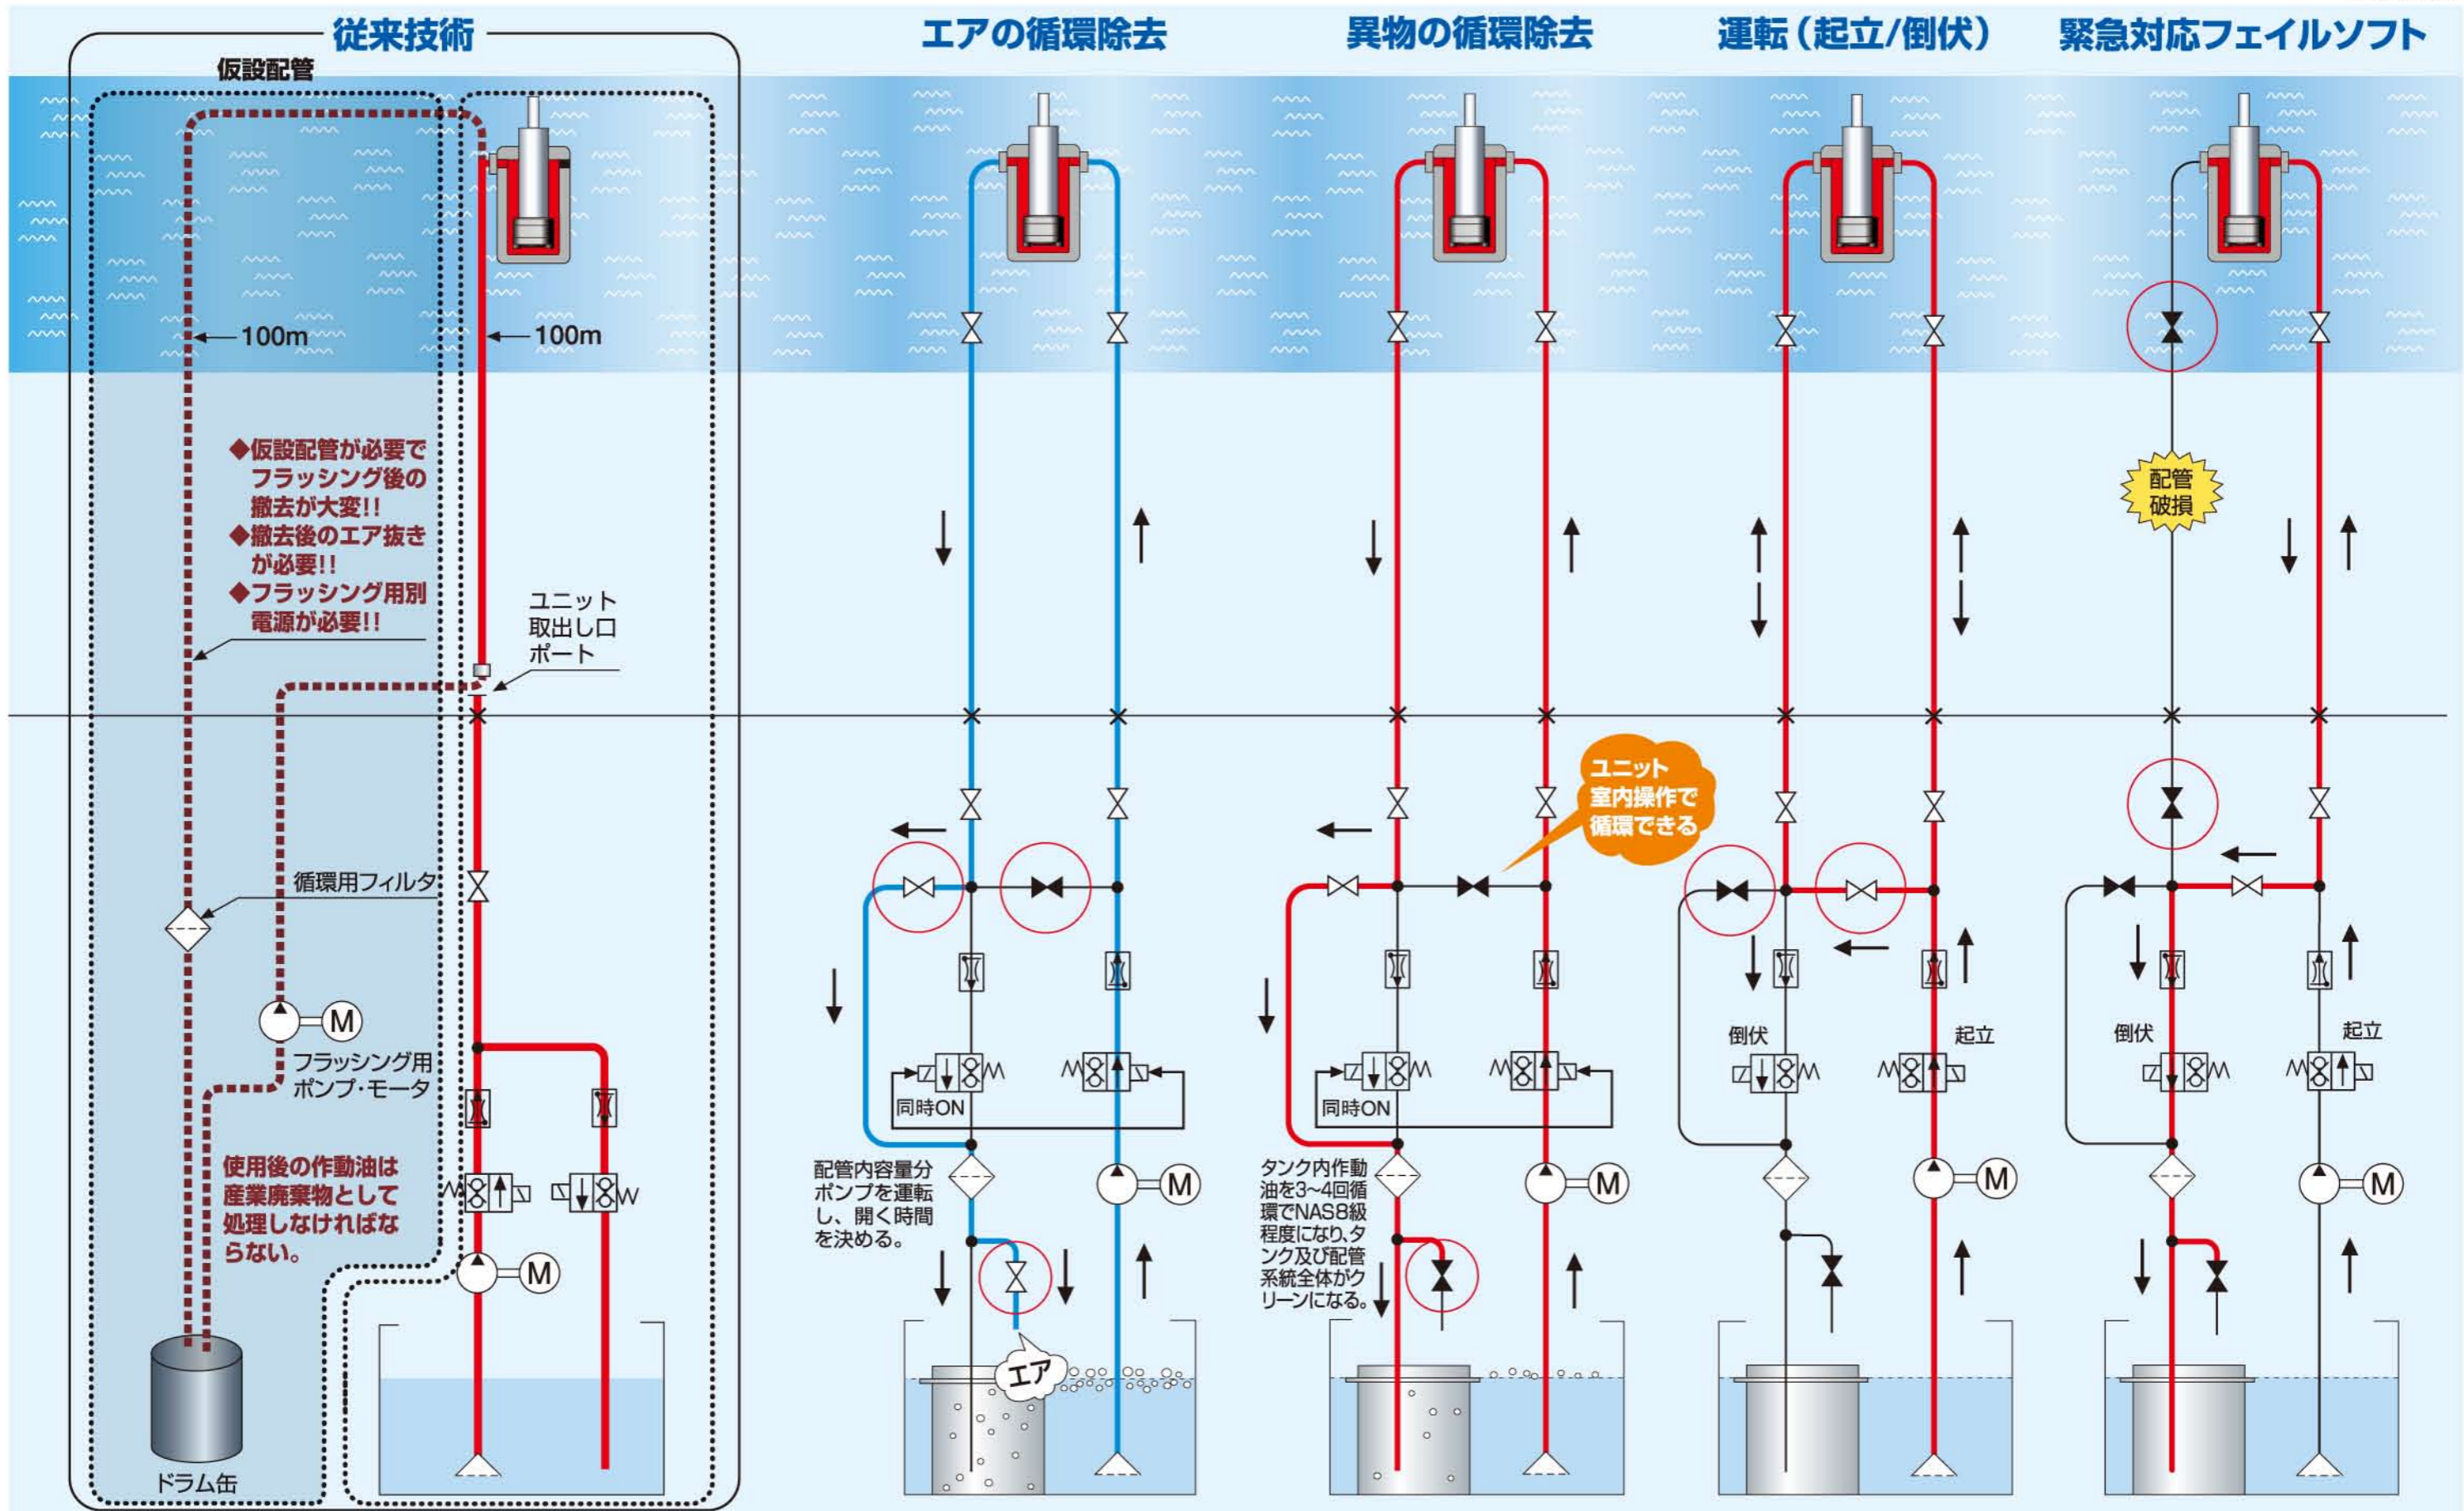 従来技術
仮設配管
100m
100m
◆仮設配管が必要で
フラッシング後の
撤去が大変!!
◆撤去後のエア抜き
が必要!!
◆フラッシング用別
電源が必要!!
ユニット
取出し口
ポート
循環用フィルタ
M
フラッシング用
ポンプ・モータ
使用後の作動油は
産業廃棄物として
処理しなければな
らない。
M
ドラム缶
エアの循環除去
同時ON
配管内容量分
ポンプを運転
し、開く時間
を決める。
M
エア
異物の循環除去
ユニット
室内操作で
循環できる
同時ON
タンク内作動
油を3~4回循
環でNAS8級
程度になり、タ
ンク及び配管
系統全体がク
リーンになる。
M
運転(起立/倒伏)
倒伏
起立
M
緊急対応フェイルソフト
配管
破損
倒伏
起立
M